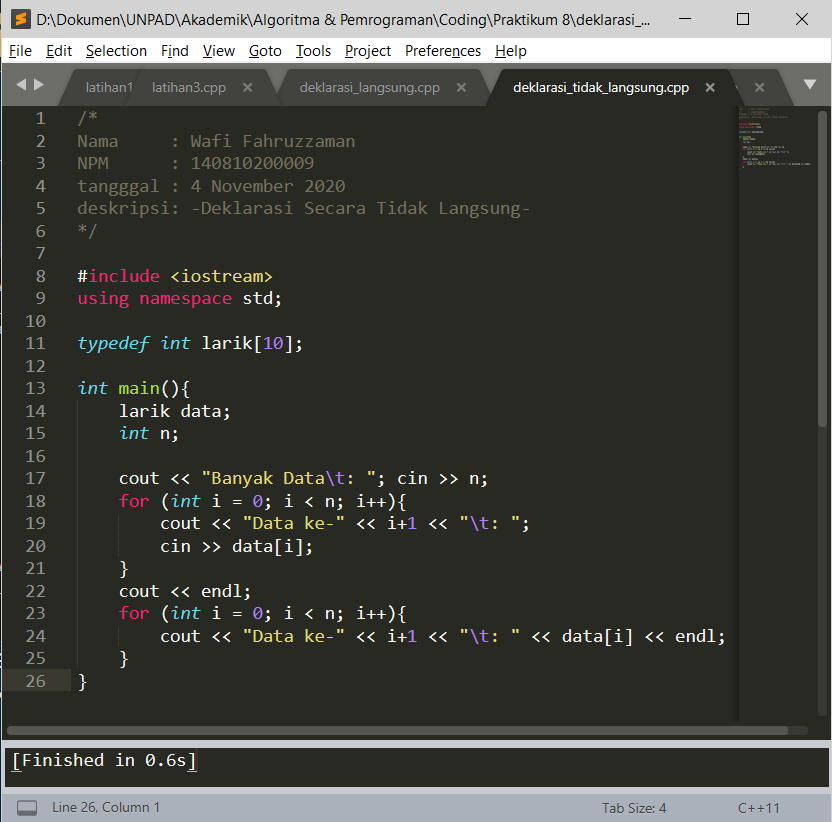 D:\Dokumen\UNPAD\Akademik\Algoritma & Pemrograman\Coding\Praktikum 8\deklarasi_...
File Edit Selection Find View Goto Tools Project Preferences Help
latihan1 latihan3.cpp × deklarasi_langsung.cpp × deklarasi_tidak_langsung.cpp × ×
1 /*
2 Nama     : Wafi Fahruzzaman
3 NPM      : 140810200009
4 tangggal : 4 November 2020
5 deskripsi: -Deklarasi Secara Tidak Langsung-
6 */
7
8 #include <iostream>
9 using namespace std;
10
11 typedef int larik[10];
12
13 int main(){
14     larik data;
15     int n;
16
17     cout << "Banyak Data\t: "; cin >> n;
18     for (int i = 0; i < n; i++){
19         cout << "Data ke-" << i+1 << "\t: ";
20         cin >> data[i];
21     }
22     cout << endl;
23     for (int i = 0; i < n; i++){
24         cout << "Data ke-" << i+1 << "\t: " << data[i] << endl;
25     }
26 }
[Finished in 0.6s]
Line 26, Column 1 Tab Size: 4 C++11